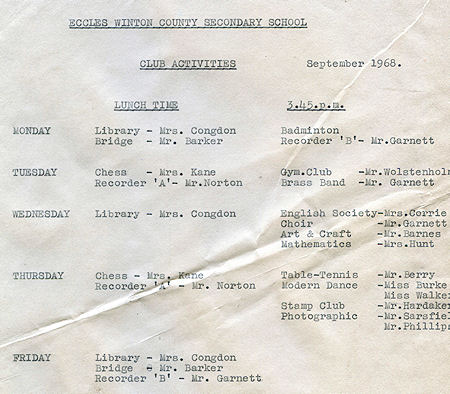 ECCLES WINTON COUNTY SECONDARY SCHOOL
CLUB ACTIVITIES September 1968.
LUNCH TIME 3.45.p.m.
MONDAY Library - Mrs. Congdon Badminton
Bridge - Mr. Barker Recorder 'B'- Mr.Garnett
TUESDAY Chess - Mrs. Kane Gym.Club -Mr.Wolstenholm
Recorder 'A'- Mr.Norton Brass Band -Mr. Garnett
WEDNESDAY Library - Mrs. Congdon English Society-Mrs.Corrie
Choir -Mr.Garnett
Art & Craft -Mr.Barnes
Mathematics -Mrs.Hunt
THURSDAY Chess - Mrs. Kane Table-Tennis -Mr.Berry
Recorder 'A' - Mr. Norton Modern Dance -Miss Burke
Miss Walke
Stamp Club -Mr.Hardake
Photographic -Mr.Sarsfie
Mr.Phillips
FRIDAY Library - Mrs. Congdon
Bridge - Mr. Barker
Recorder 'B' - Mr. Garnett